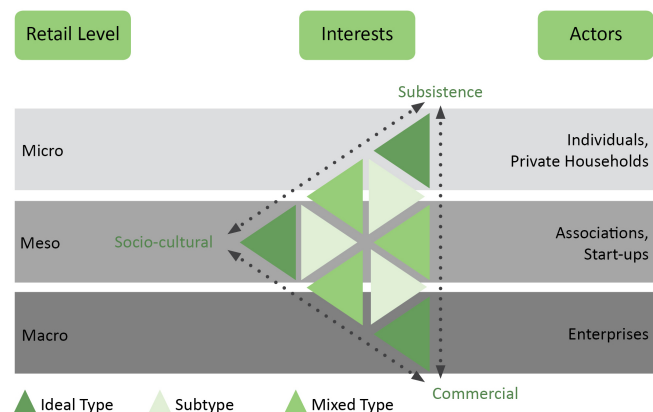 Retail Level
Interests
Actors
Subsistence
Micro
Individuals,
Private Households
Meso
Socio-cultural
Associations,
Start-ups
Macro
Enterprises
Commercial
Ideal Type
Subtype
Mixed Type